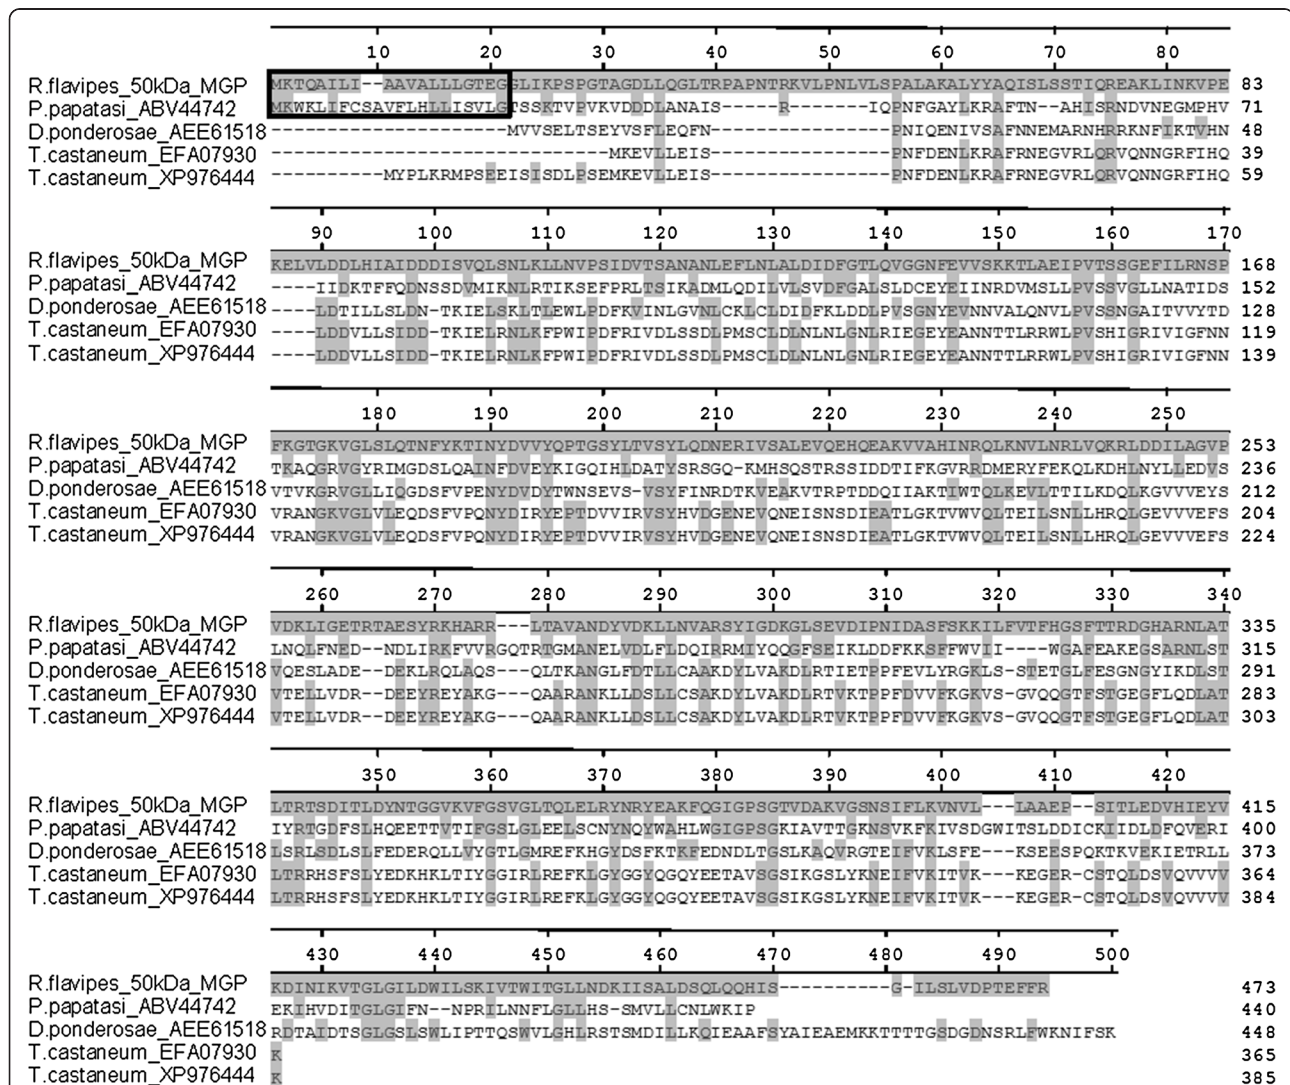 10 20 30 40 50 60 70 80
R.flavipes_50kDa_MGP MKTQAILI--AAVALLLGTEGGLIKPSPGTAGDLLQGLTRPAPNTRKVLPNLVLSPALAKALYYAQISLSSTIQREAKLINKVPE 83
P.papatasi_ABV44742 MKWKLIFCSAVFLHLLISVLGTSSKTVPVKVDDDLANAIS------R-------IQPNFGAYLKRAFTN---AHISRNDVNEGMPHV 71
D.ponderosae_AEE61518 ---------------------MVVSELTSEYVSFLEQFN----------------PNIQENIVSAFNNEMARNHRRKNFIKTVHN 48
T.castaneum_EFA07930 ------------------------------MKEVLLEIS----------------PNFDENLKRAFRNEGVRLQRVQNNGRFIHQ 39
T.castaneum_XP976444 ----------MYPLKRMPSEEISISDLPSEMKEVLLEIS----------------PNFDENLKRAFRNEGVRLQRVQNNGRFIHQ 59
90 100 110 120 130 140 150 160 170
R.flavipes_50kDa_MGP KELVLDDLHIAIDDDISVQLSNLKLLNVPSIDVTSANANLEFLNLALDIDFGTLQVGGNFEVVSKKTLAEIPVTSSGEFILRNSP 168
P.papatasi_ABV44742 ----IIDKTFFQDNSSDVMIKNLRTIKSEFPRLTSIKADMLQDILVLSVDFGALSLDCEYEIINRDVMSLLPVSSVGLLNATIDS 152
D.ponderosae_AEE61518 ----LDTILLSLDN-TKIELSKLTLEWLPDFKVINLGVNLCKLCLDIDFKLDDLPVSGNYEVNNVALQNVLPVSSNGAITVVYTD 128
T.castaneum_EFA07930 ----LDDVLLSIDD-TKIELRNLKFPWIPDFRIVDLSSDLPMSCLDLNLNLGNLRIEGEYEANNTTLRRWLPVSHIGRIVIGFNN 119
T.castaneum_XP976444 ----LDDVLLSIDD-TKIELRNLKFPWIPDFRIVDLSSDLPMSCLDLNLNLGNLRIEGEYEANNTTLRRWLPVSHIGRIVIGFNN 139
180 190 200 210 220 230 240 250
R.flavipes_50kDa_MGP FKGTGKVGLSLQTNFYKTINYDVVYQPTGSYLTVSYLQDNERIVSALEVQEHQEAKVVAHINRQLKNVLNRLVQKRLDDILAGVP 253
P.papatasi_ABV44742 TKAQGRVGYRIMGDSLQAINFDVEYKIGQIHLDATYSRSGQ-KMHSQSTRSSIDDTIFKGVRRDMERYFEKQLKDHLNYLLEDVS 236
D.ponderosae_AEE61518 VTVKGRVGLLIQGDSFVPENYDVDYTWNSEVS-VSYFINRDTKVEAKVTRPTDDQIIAKTIWTQLKEVLTTILKDQLKGVVVEYS 212
T.castaneum_EFA07930 VRANGKVGLVLEQDSFVPQNYDIRYEPTDVVIRVSYHVDGENEVQNEISNSDIEATLGKTVWVQLTEILSNLLHRQLGEVVVEFS 204
T.castaneum_XP976444 VRANGKVGLVLEQDSFVPQNYDIRYEPTDVVIRVSYHVDGENEVQNEISNSDIEATLGKTVWVQLTEILSNLLHRQLGEVVVEFS 224
260 270 280 290 300 310 320 330 340
R.flavipes_50kDa_MGP VDKLIGETRTAESYRKHARR---LTAVANDYVDKLLNVARSYIGDKGLSEVDIPNIDASFSKKILFVTFHGSFTTRDGHARNLAT 335
P.papatasi_ABV44742 LNQLFNED--NDLIRKFVVRGQTRTGMANELVDLFLDQIRRMIYQQGFSEIKLDDFKKSFFWVII----WGAFEAKEGSARNLST 315
D.ponderosae_AEE61518 VQESLADE--DEKLRQLAQS---QLTKANGLFDTLLCAAKDYLVAKDLRTIETPPFEVLYRGKLS-STETGLFESGNGYIKDLST 291
T.castaneum_EFA07930 VTELLVDR--DEEYREYAKG---QAARANKLLDSLLCSAKDYLVAKDLRTVKTPPFDVVFKGKVS-GVQQGTFSTGEGFLQDLAT 283
T.castaneum_XP976444 VTELLVDR--DEEYREYAKG---QAARANKLLDSLLCSAKDYLVAKDLRTVKTPPFDVVFKGKVS-GVQQGTFSTGEGFLQDLAT 303
350 360 370 380 390 400 410 420
R.flavipes_50kDa_MGP LTRTSDITLDYNTGGVKVFGSVGLTQLELRYNRYEAKFQGIGPSGTVDAKVGSNSIFLKVNVL---LAAEP--SITLEDVHIEYV 415
P.papatasi_ABV44742 IYRTGDFSLHQEETTVTIFGSLGLEELSCNYNQYWAHLWGIGPSGKIAVTTGKNSVKFKIVSDGWITSLDDICKIIDLDFQVERI 400
D.ponderosae_AEE61518 LSRLSDLSLFEDERQLLVYGTLGMREFKHGYDSFKTKFEDNDLTGSLKAQVRGTEIFVKLSFE---KSEESPQKTKVEKIETRLL 373
T.castaneum_EFA07930 LTRRHSFSLYEDKHKLTIYGGIRLREFKLGYGGYQGQYEETAVSGSIKGSLYKNEIFVKITVK---KEGER-CSTQLDSVQVVVV 364
T.castaneum_XP976444 LTRRHSFSLYEDKHKLTIYGGIRLREFKLGYGGYQGQYEETAVSGSIKGSLYKNEIFVKITVK---KEGER-CSTQLDSVQVVVV 384
430 440 450 460 470 480 490 500
R.flavipes_50kDa_MGP KDINIKVTGLGILDWILSKIVTWITGLLNDKIISALDSQLQQHIS----------G-ILSLVDPTEFFR 473
P.papatasi_ABV44742 EKIHVDITGLGIFN--NPRILNNFLGLLHS-SMVLLCNLWKIP 440
D.ponderosae_AEE61518 RDTAIDTSGLGSLSWLIPTTQSWVLGHLRSTSMDILLKQIEAAFSYAIEAEMKKTTTTGSDGDNSRLFWKNIFSK 448
T.castaneum_EFA07930 K 365
T.castaneum_XP976444 K 385